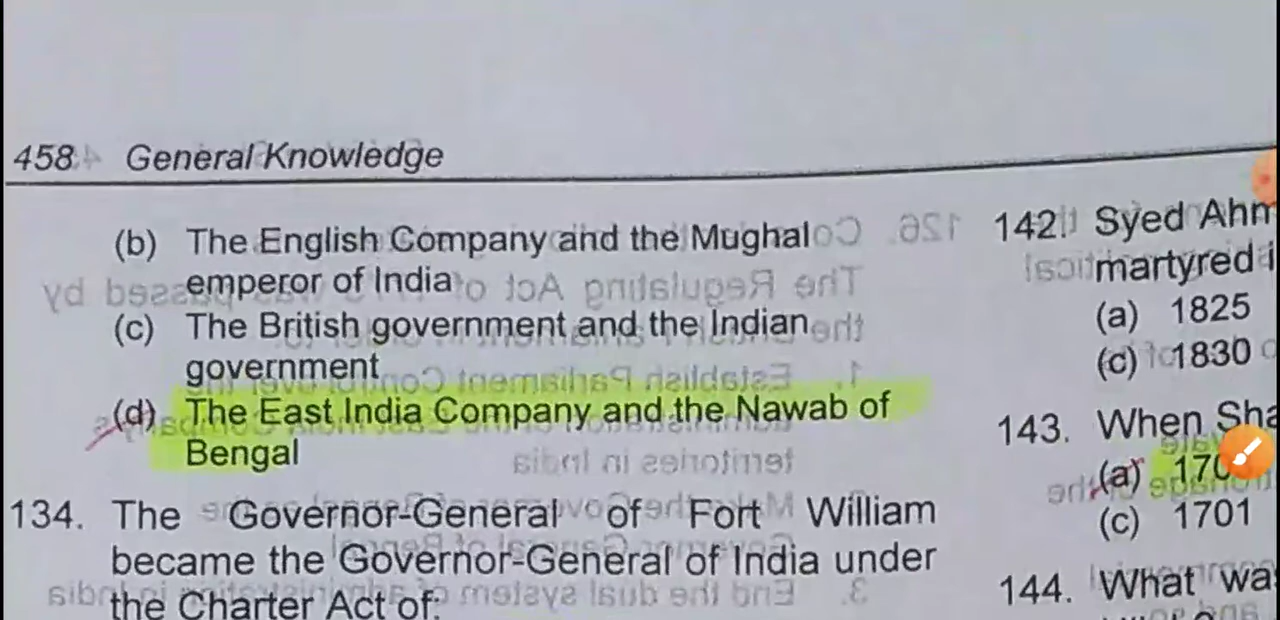 458 General Knowledge
(b) The English Company and the Mughal
emperor of India
(c) The British government and the Indian
government
(d) The East India Company and the Nawab of
Bengal
134. The Governor-General of Fort William
became the Governor-General of India under
the Charter Act of:
142. Syed Ahm
martyred i
(a) 1825
(c) 1830
143. When Sha
(a) 170
(c) 1701
144. What wa